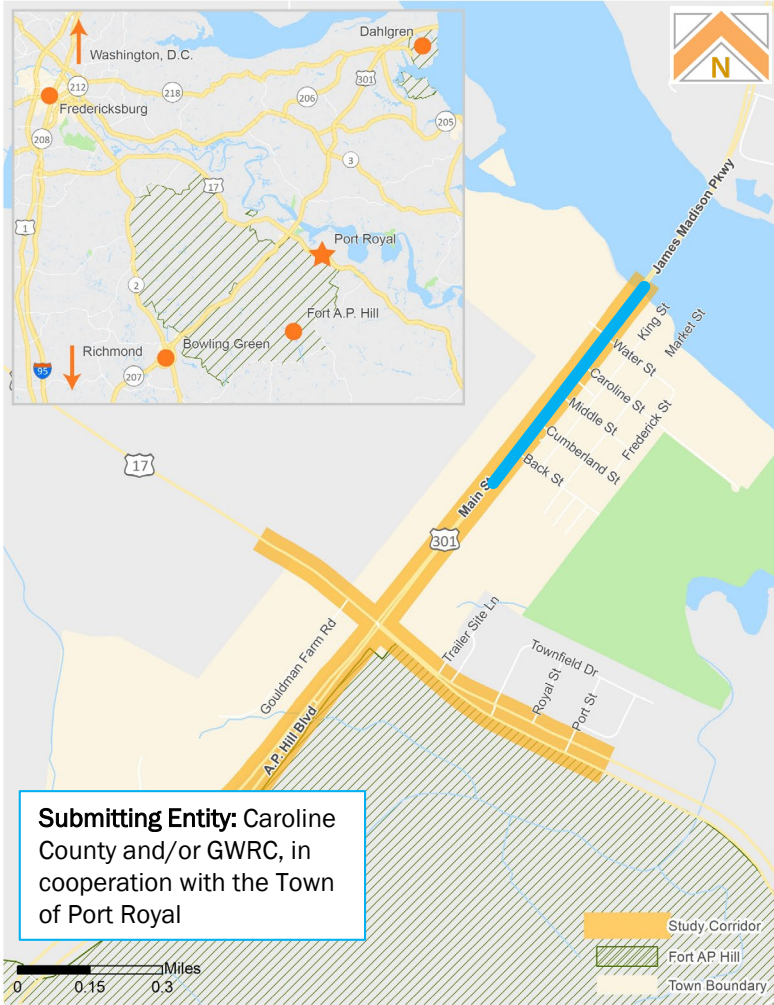 Washington, D.C.
Dahlgren
N
301
212
218
206
Fredericksburg
205
208
3
17
1
Port Royal
2
Fort A.P. Hill
Richmond
Bowling Green
95
207
James Madison Pkwy
King St
Market St
Water St
Caroline St
Middle St
Frederick St
Cumberland St
Back St
17
Main St
301
Gouldman Farm Rd
Trailer Site Ln
Townfield Dr
Royal St
Port St
A.P. Hill Blvd
Submitting Entity: Caroline
County and/or GWRC, in
cooperation with the Town
of Port Royal
Study Corridor
Fort AP Hill
Town Boundary
Miles
0 0.15 0.3